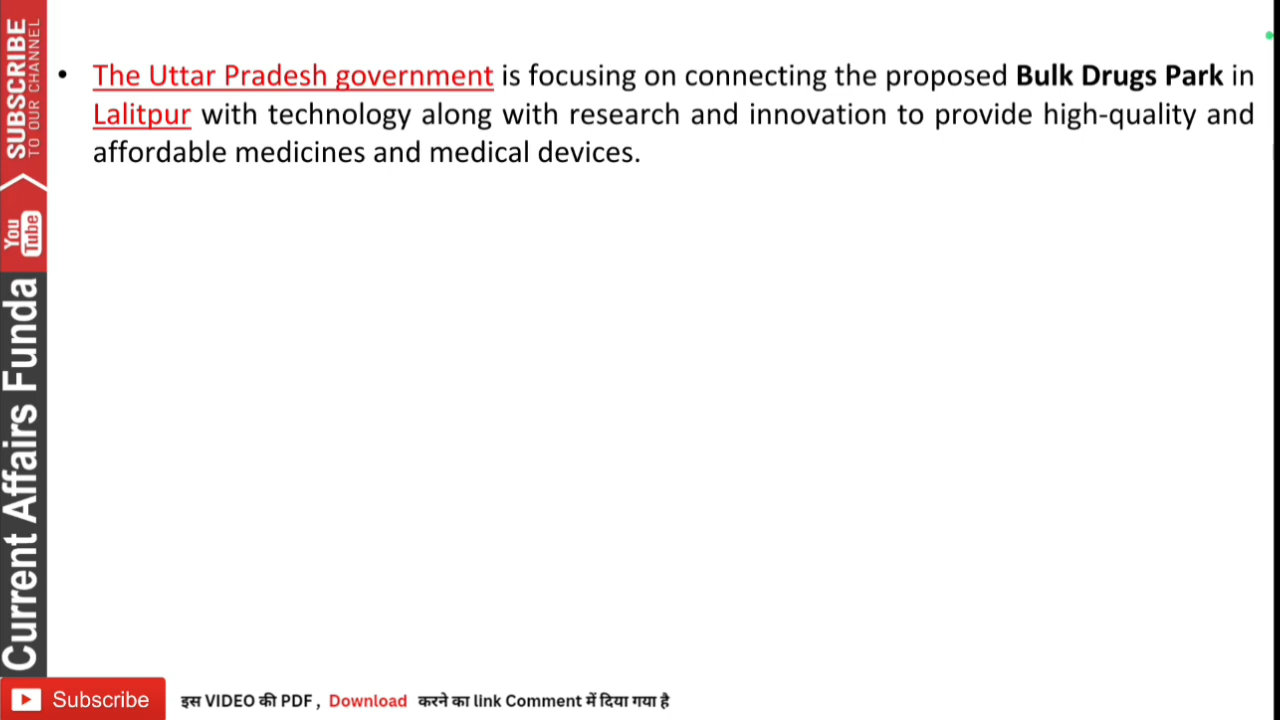 • The Uttar Pradesh government is focusing on connecting the proposed Bulk Drugs Park in
Lalitpur with technology along with research and innovation to provide high-quality and
affordable medicines and medical devices.
SUBSCRIBE
TO OUR CHANNEL
You
Tube
Current Affairs Funda
Subscribe
इस VIDEO की PDF , Download करने का link Comment में दिया गया है